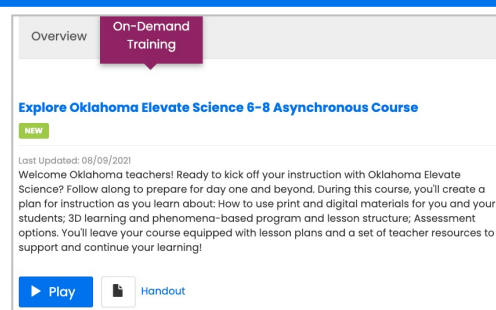 Overview
On-Demand
Training
Explore Oklahoma Elevate Science 6-8 Asynchronous Course
NEW
Last Updated: 08/09/2021
Welcome Oklahoma teachers! Ready to kick off your instruction with Oklahoma Elevate
Science? Follow along to prepare for day one and beyond. During this course, you'll create a
plan for instruction as you learn about: How to use print and digital materials for you and your
students; 3D learning and phenomena-based program and lesson structure; Assessment
options. You'll leave your course equipped with lesson plans and a set of teacher resources to
support and continue your learning!
Play
Handout